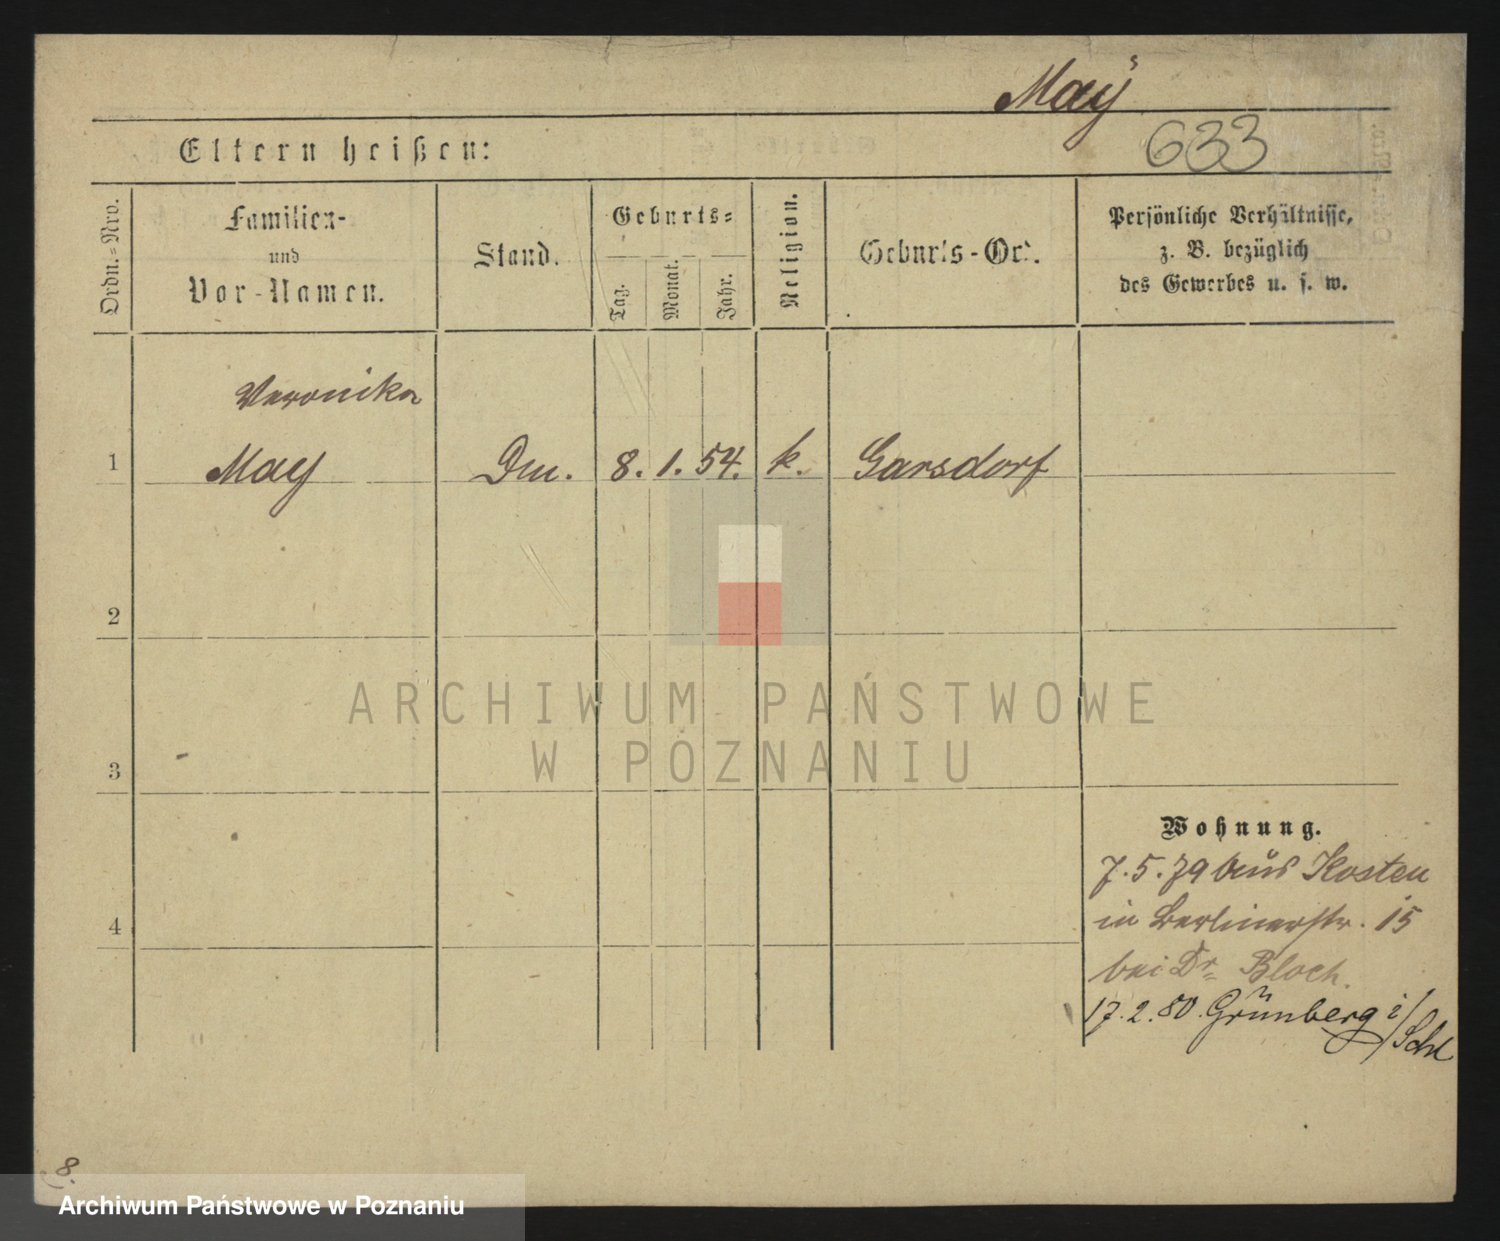 May
633
Eltern heißen:
Ordn.-Nro.
Familien-
und
Vor-Namen.
Stand.
Geburts-
Tag.
Monat.
Jahr.
Religion.
Geburts-Ort.
Persönliche Verhältnisse,
z. B. bezüglich
des Gewerbes u. s. w.
Veronika
1 May 8. 1. 54. k. Garsdorf
2
ARCHIWUM PAŃSTWOWE
W POZNANIU
3
Wohnung.
7. 5. 79 aus Kosten
in Berlinerstr. 15
bei Dr Bloch.
4
17. 2. 80. Grünberg i/Schl
8.
Archiwum Państwowe w Poznaniu